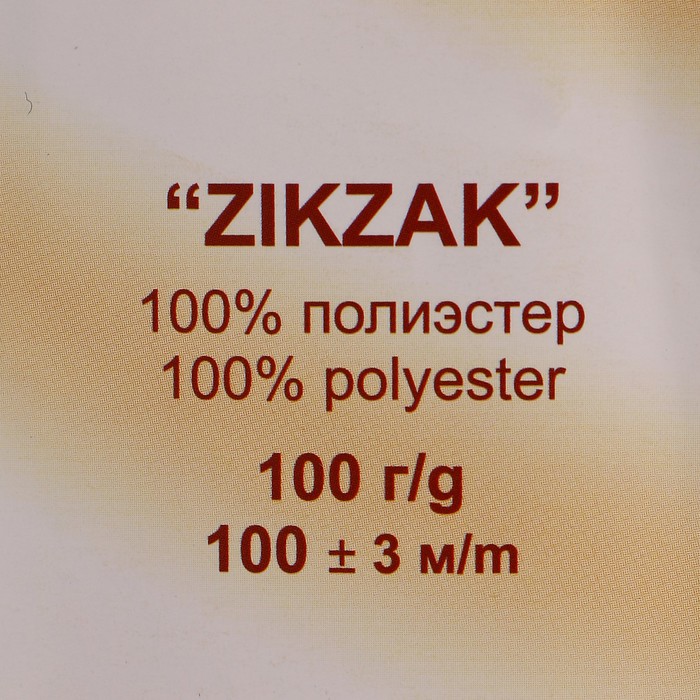 “ZIKZAK”
100% полиэстер
100% polyester
100 г/g
100 ± 3 м/m